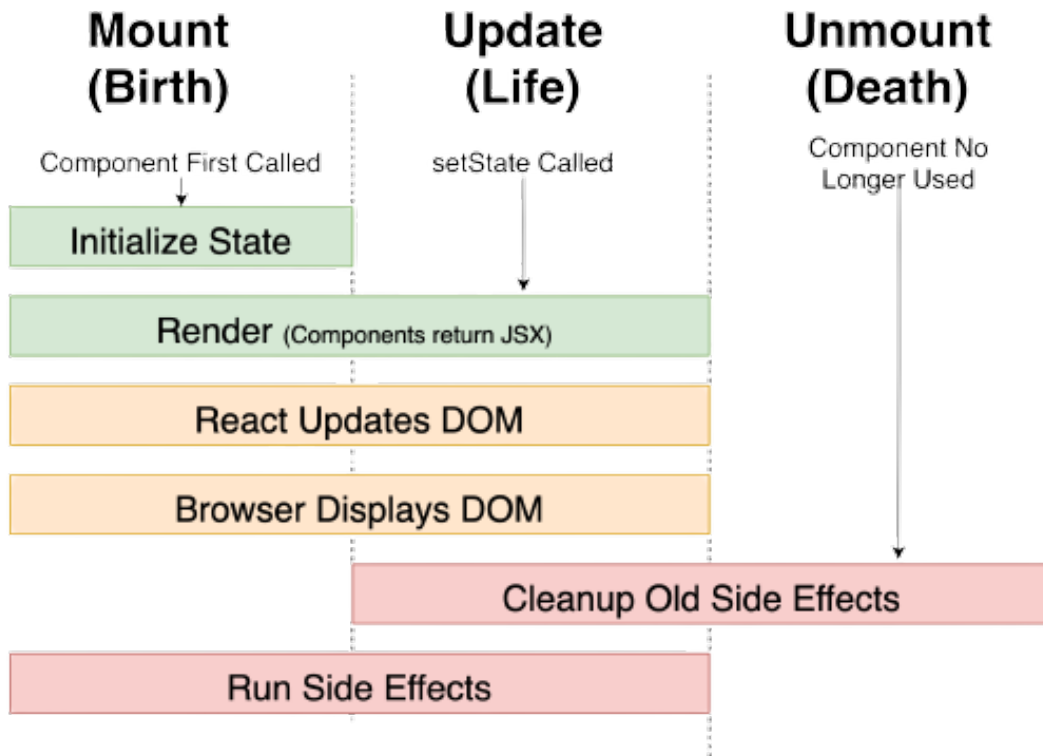 Mount
(Birth)
Update
(Life)
Unmount
(Death)
Component First Called
setState Called
Component No
Longer Used
Initialize State
Render (Components return JSX)
React Updates DOM
Browser Displays DOM
Cleanup Old Side Effects
Run Side Effects